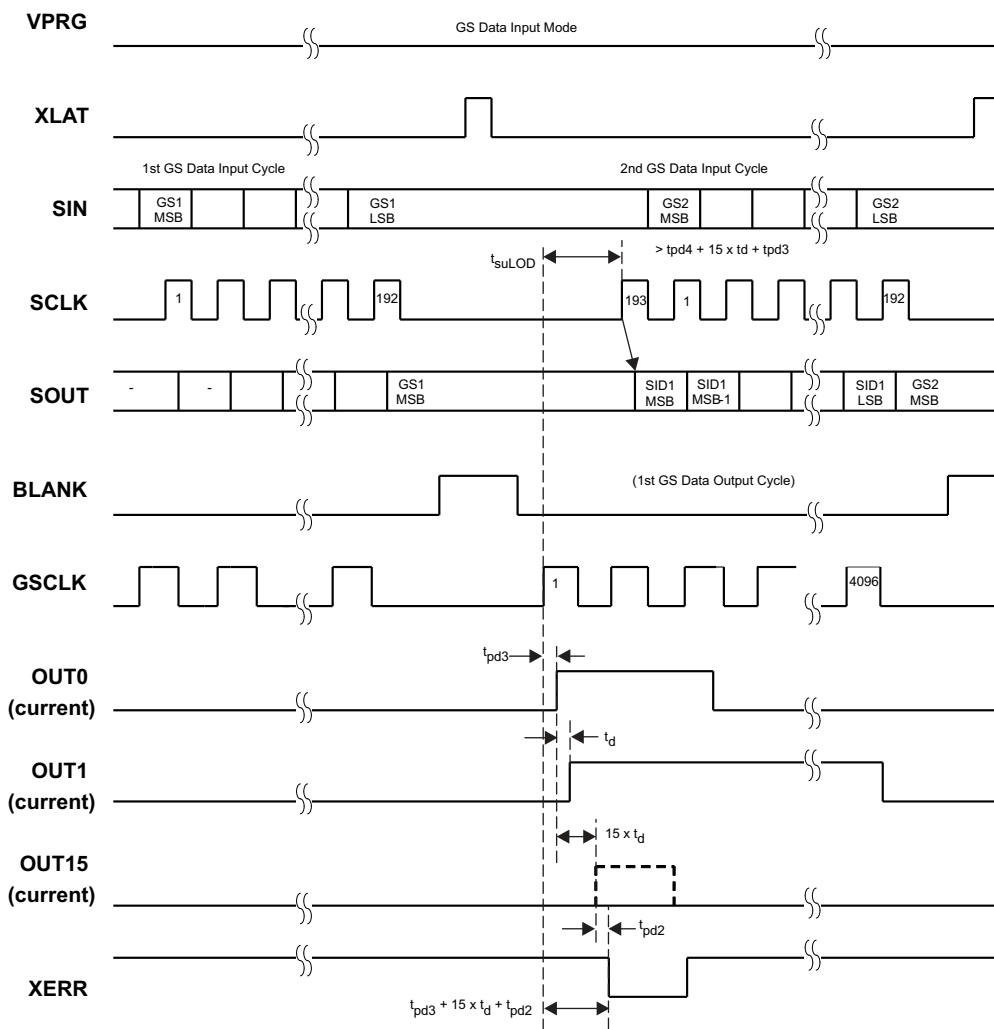 VPRG
GS Data Input Mode
XLAT
1st GS Data Input Cycle
2nd GS Data Input Cycle
SIN
GS1
MSB
GS1
LSB
GS2
MSB
GS2
LSB
tsuLOD
> tpd4 + 15 x td + tpd3
SCLK
1
192
193
1
192
SOUT
-
-
GS1
MSB
SID1
MSB
SID1
MSB-1
SID1
LSB
GS2
MSB
BLANK
(1st GS Data Output Cycle)
GSCLK
1
4096
tpd3
OUT0
(current)
td
OUT1
(current)
15 x td
OUT15
(current)
tpd2
XERR
tpd3 + 15 x td + tpd2